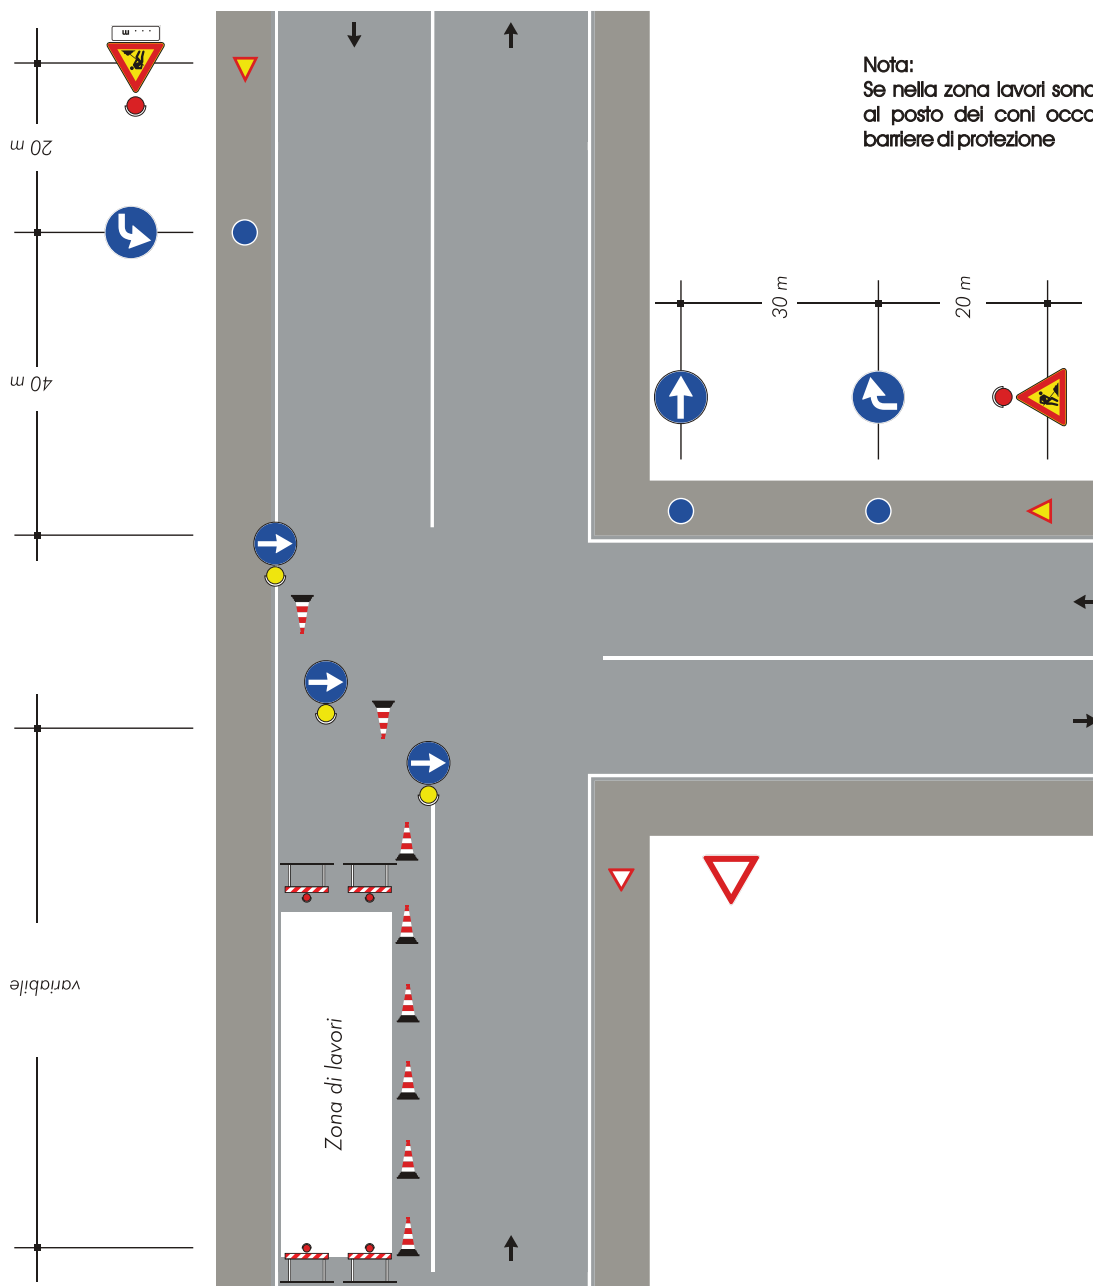 m
Nota:
Se nella zona lavori sono
al posto dei coni occo
barriere di protezione
20 m
30 m
20 m
40 m
variabile
Zona di lavori